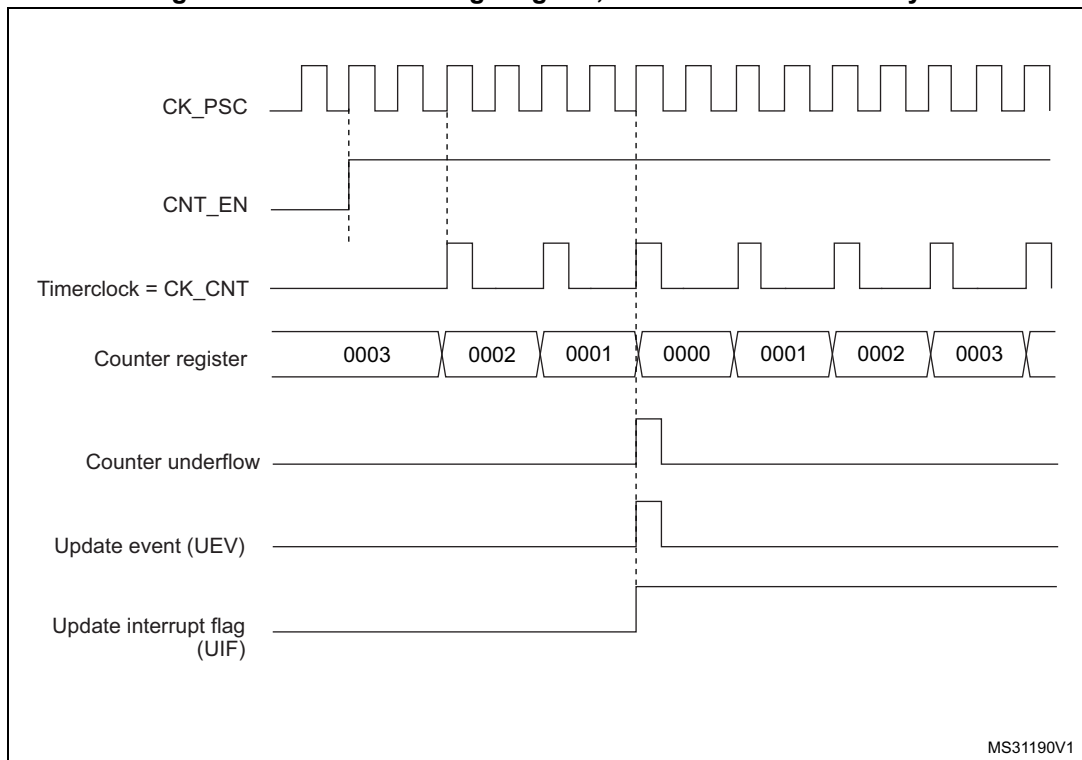 CK_PSC
CNT_EN
Timerclock = CK_CNT
Counter register 0003 0002 0001 0000 0001 0002 0003
Counter underflow
Update event (UEV)
Update interrupt flag
(UIF)
MS31190V1